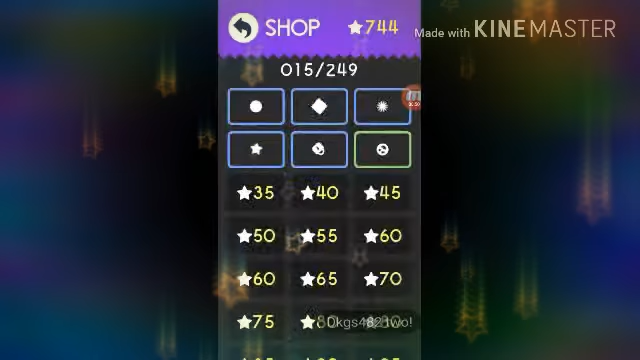 SHOP ★744
Made with KINEMASTER
015/249
★35 ★40 ★45
★50 ★55 ★60
★60 ★65 ★70
★75